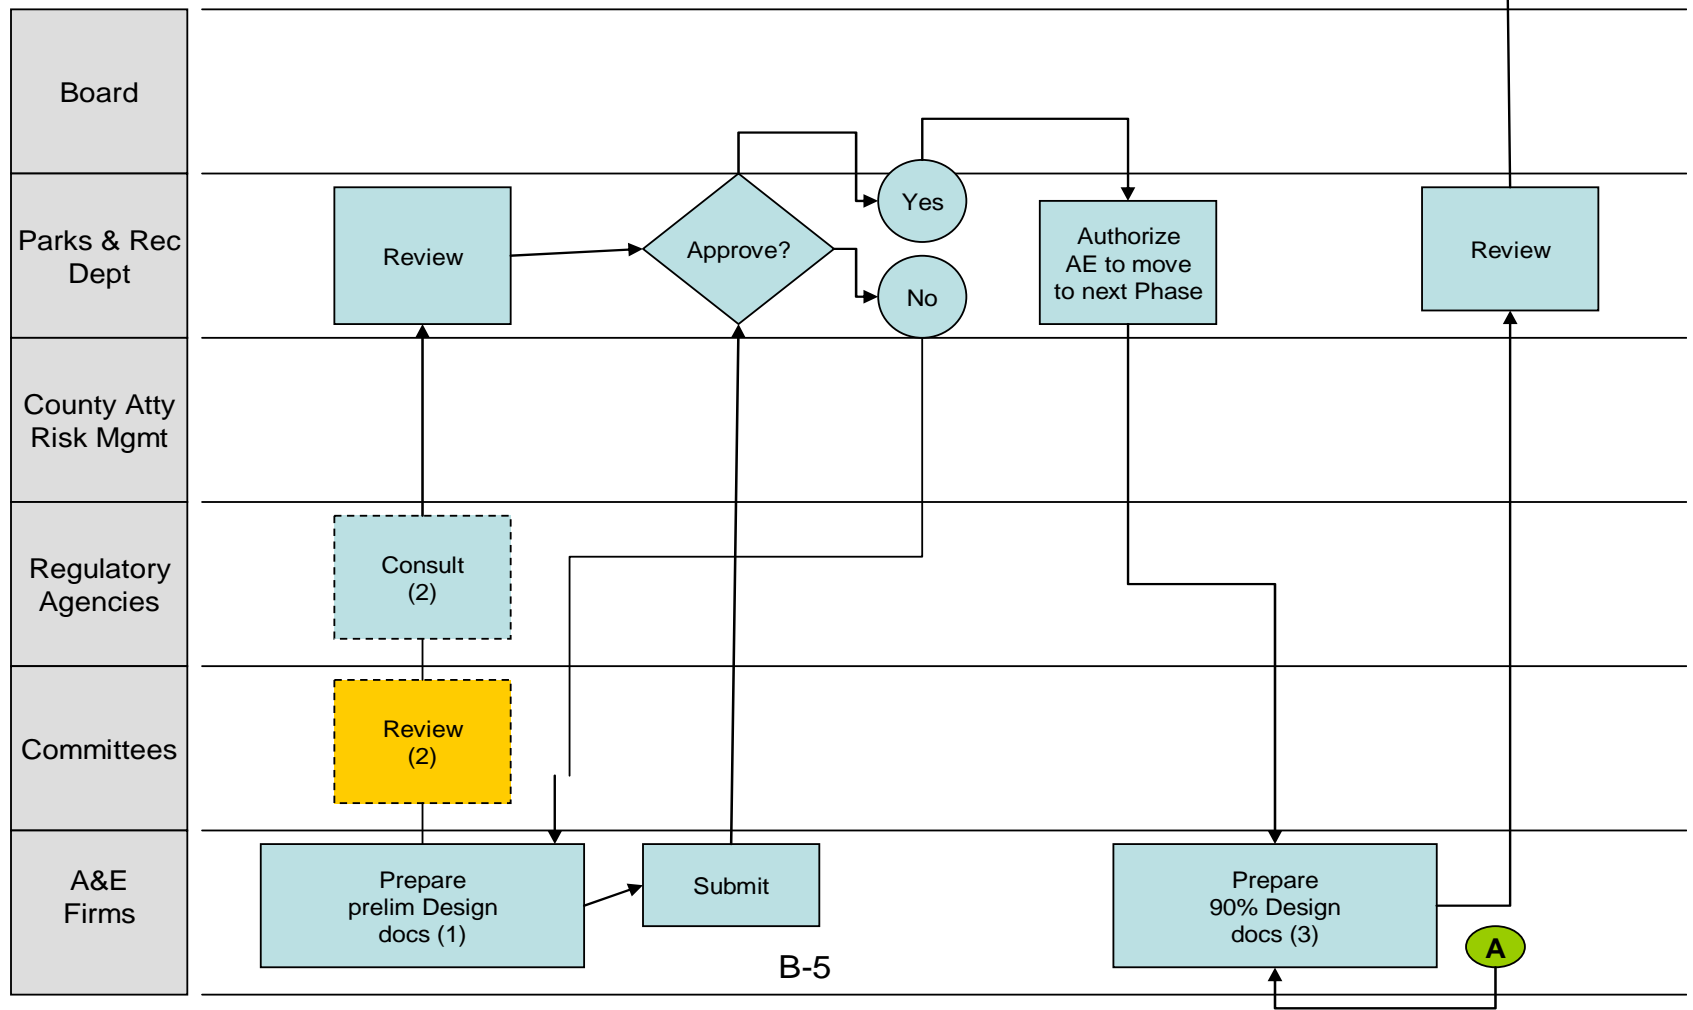 Board
Yes
Parks & Rec
Dept
Review
Approve?
Authorize
AE to move
to next Phase
Review
No
County Atty
Risk Mgmt
Regulatory
Agencies
Consult
(2)
Committees
Review
(2)
A&E
Firms
Prepare
prelim Design
docs (1)
Submit
Prepare
90% Design
docs (3)
A
B-5